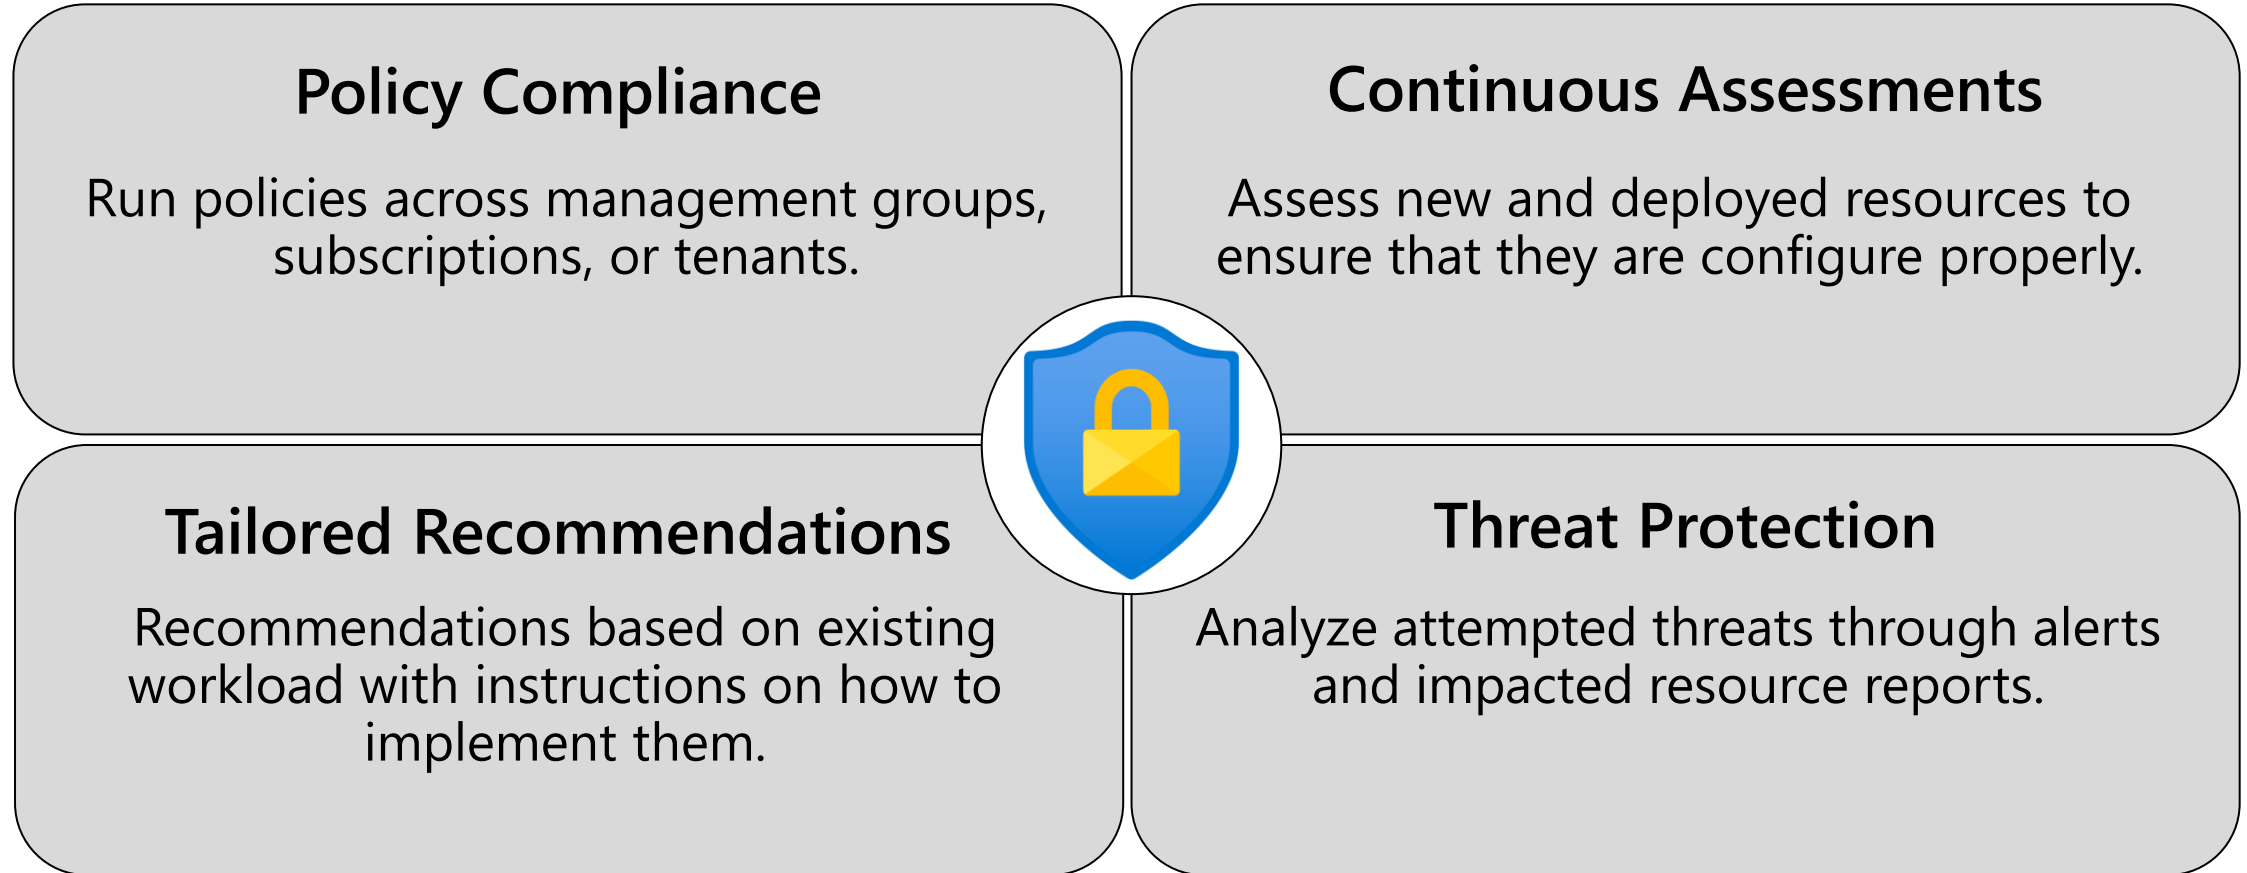 Policy Compliance
Run policies across management groups,
subscriptions, or tenants.
Continuous Assessments
Assess new and deployed resources to
ensure that they are configure properly.
Tailored Recommendations
Recommendations based on existing
workload with instructions on how to
implement them.
Threat Protection
Analyze attempted threats through alerts
and impacted resource reports.